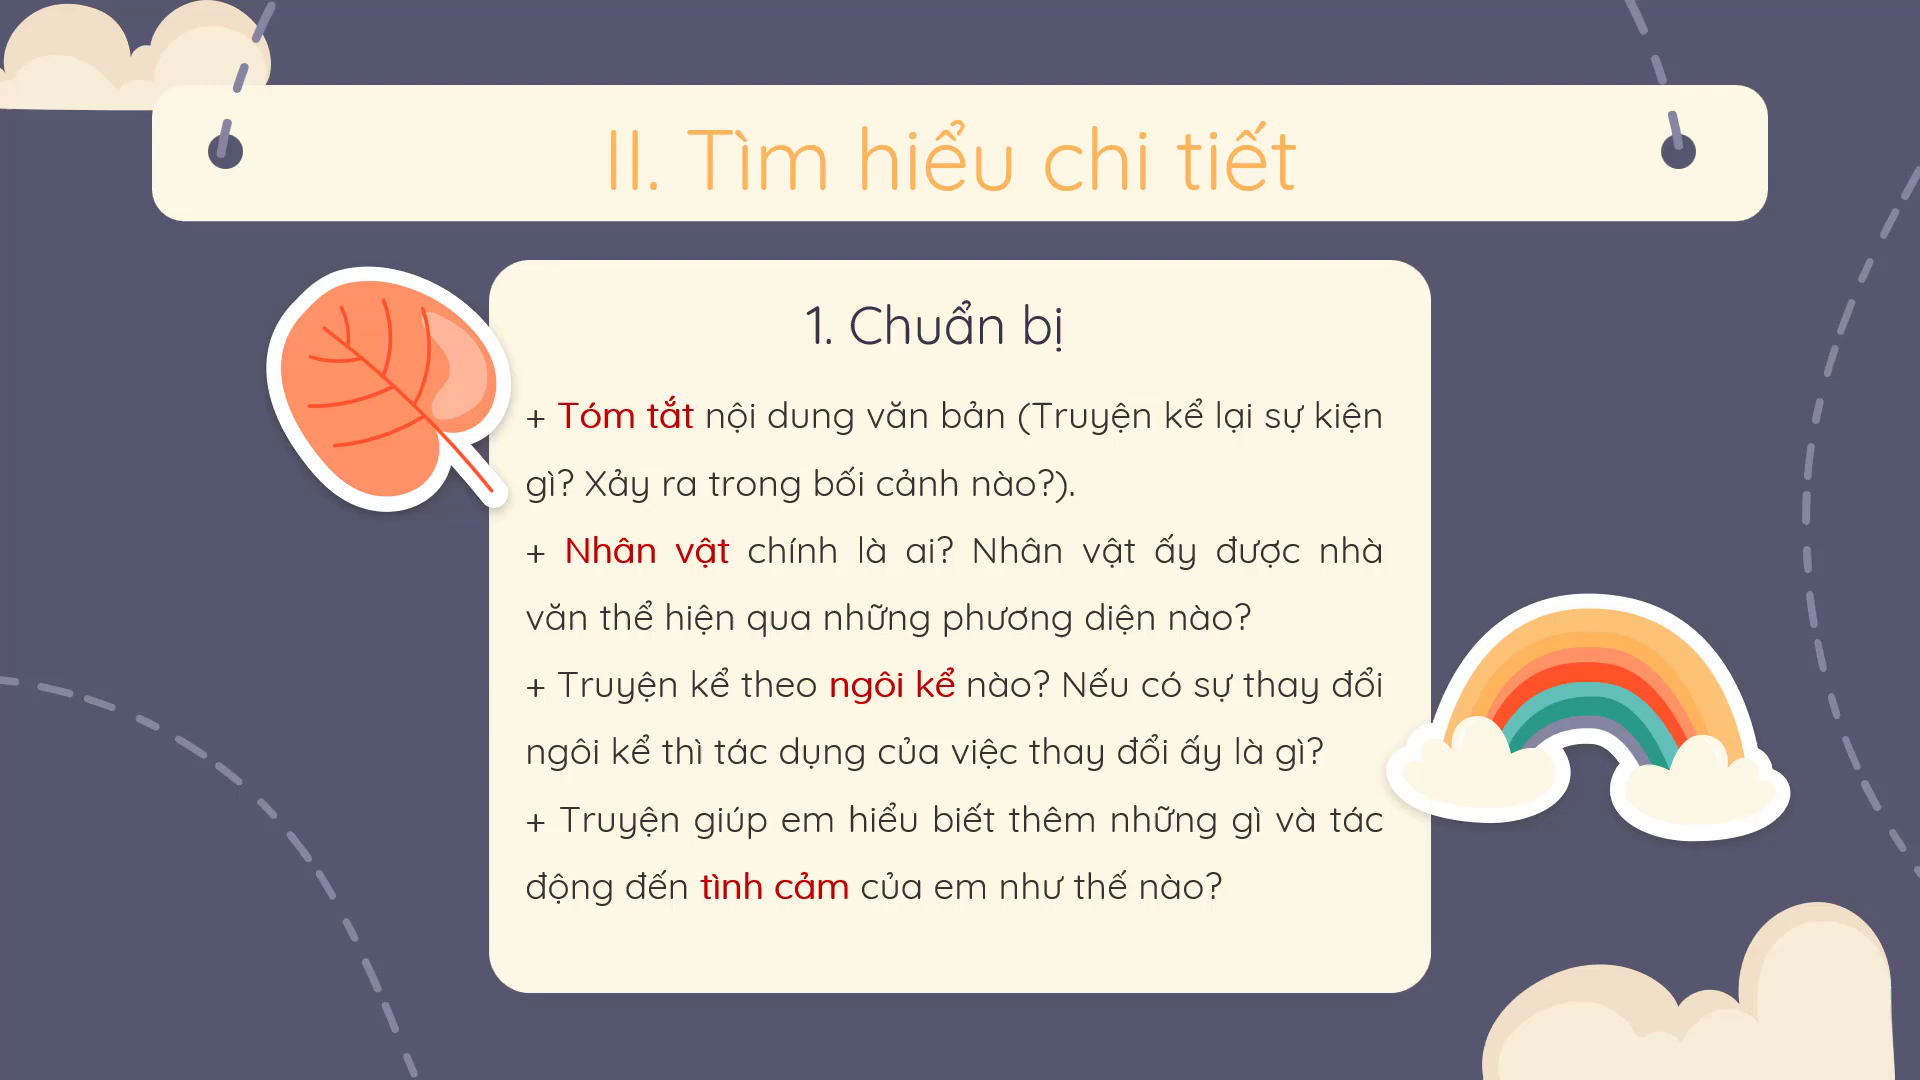 II. Tìm hiểu chi tiết
1. Chuẩn bị
+ Tóm tắt nội dung văn bản (Truyện kể lại sự kiện
gì? Xảy ra trong bối cảnh nào?).
+ Nhân vật chính là ai? Nhân vật ấy được nhà
văn thể hiện qua những phương diện nào?
+ Truyện kể theo ngôi kể nào? Nếu có sự thay đổi
ngôi kể thì tác dụng của việc thay đổi ấy là gì?
+ Truyện giúp em hiểu biết thêm những gì và tác
động đến tình cảm của em như thế nào?